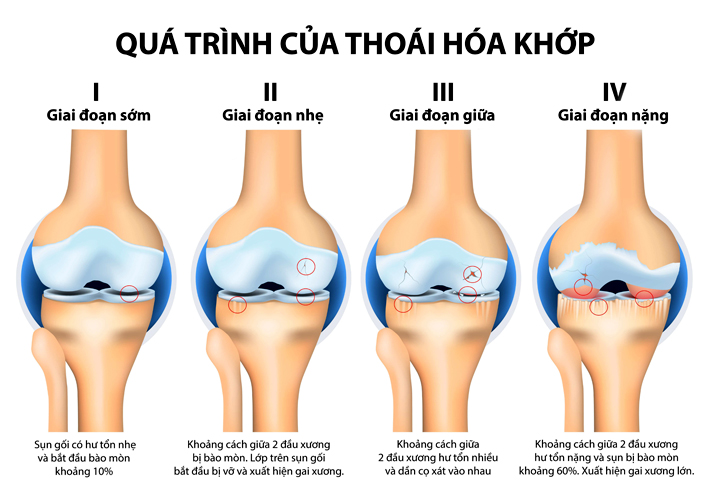 QUÁ TRÌNH CỦA THOÁI HÓA KHỚP
I
Giai đoạn sớm
II
Giai đoạn nhẹ
III
Giai đoạn giữa
IV
Giai đoạn nặng
Sụn gối có hư tổn nhẹ
và bắt đầu bào mòn
khoảng 10%
Khoảng cách giữa 2 đầu xương
bị bào mòn. Lớp trên sụn gối
bắt đầu bị vỡ và xuất hiện gai xương.
Khoảng cách giữa
2 đầu xương hư tổn nhiều
và dần cọ xát vào nhau
Khoảng cách giữa 2 đầu xương
hư tổn nặng và sụn bị bào mòn
khoảng 60%. Xuất hiện gai xương lớn.